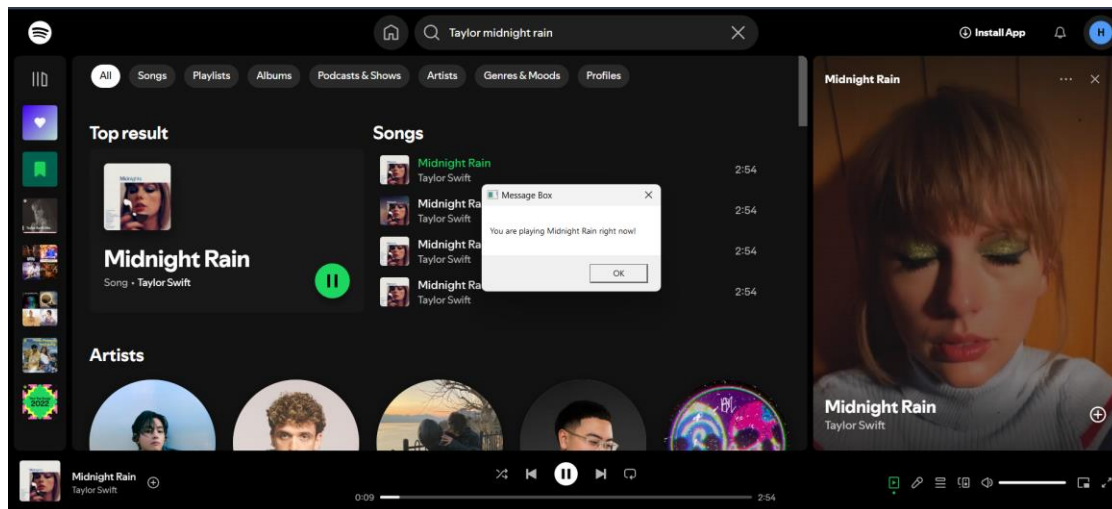 Taylor midnight rain
Install App
H
All Songs Playlists Albums Podcasts & Shows Artists Genres & Moods Profiles
Top result
Midnight Rain
Song • Taylor Swift
Songs
Midnight Rain
Taylor Swift
2:54
Midnight Ra
Taylor Swift
2:54
Midnight Ra
Taylor Swift
2:54
Midnight Ra
Taylor Swift
2:54
Message Box
You are playing Midnight Rain right now!
OK
Artists
Midnight Rain
Midnight Rain
Taylor Swift
2022
Midnight Rain
Taylor Swift
0:09
2:54